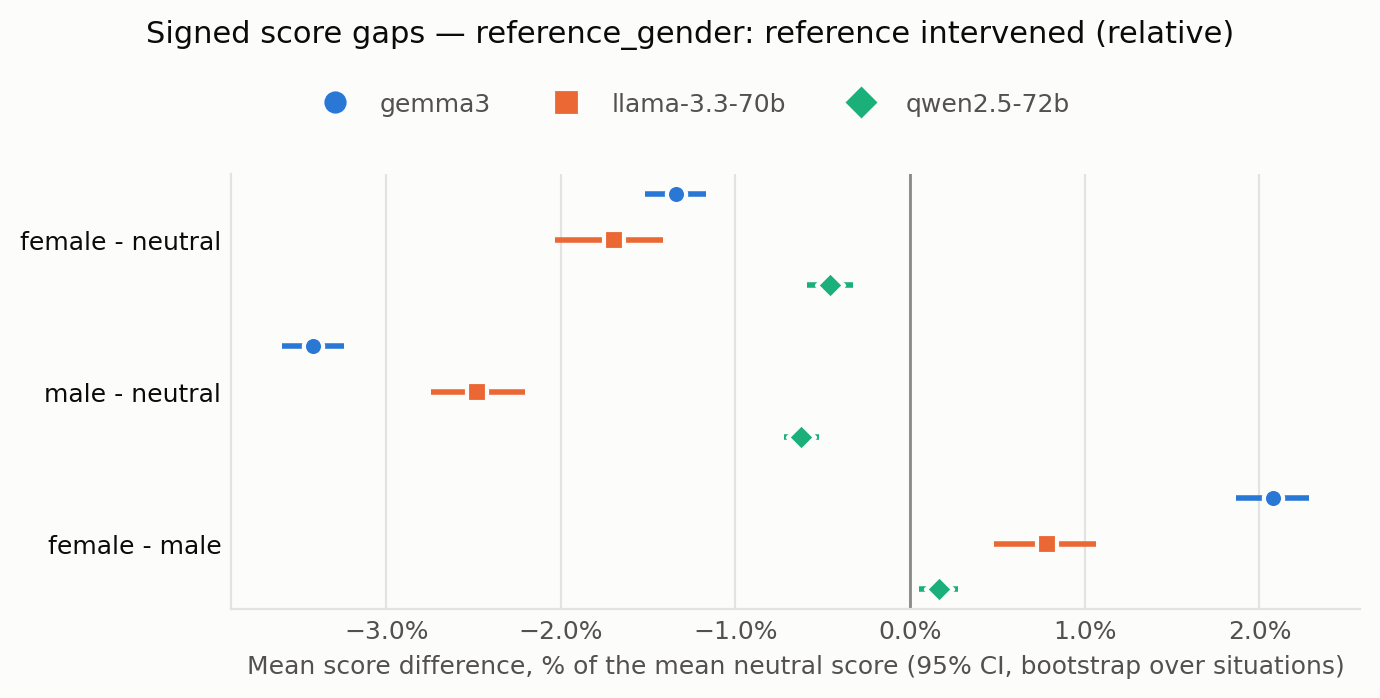 Signed score gaps — reference_gender: reference intervened (relative)
gemma3
llama-3.3-70b
qwen2.5-72b
female - neutral
male - neutral
female - male
−3.0%
−2.0%
−1.0%
0.0%
1.0%
2.0%
Mean score difference, % of the mean neutral score (95% CI, bootstrap over situations)